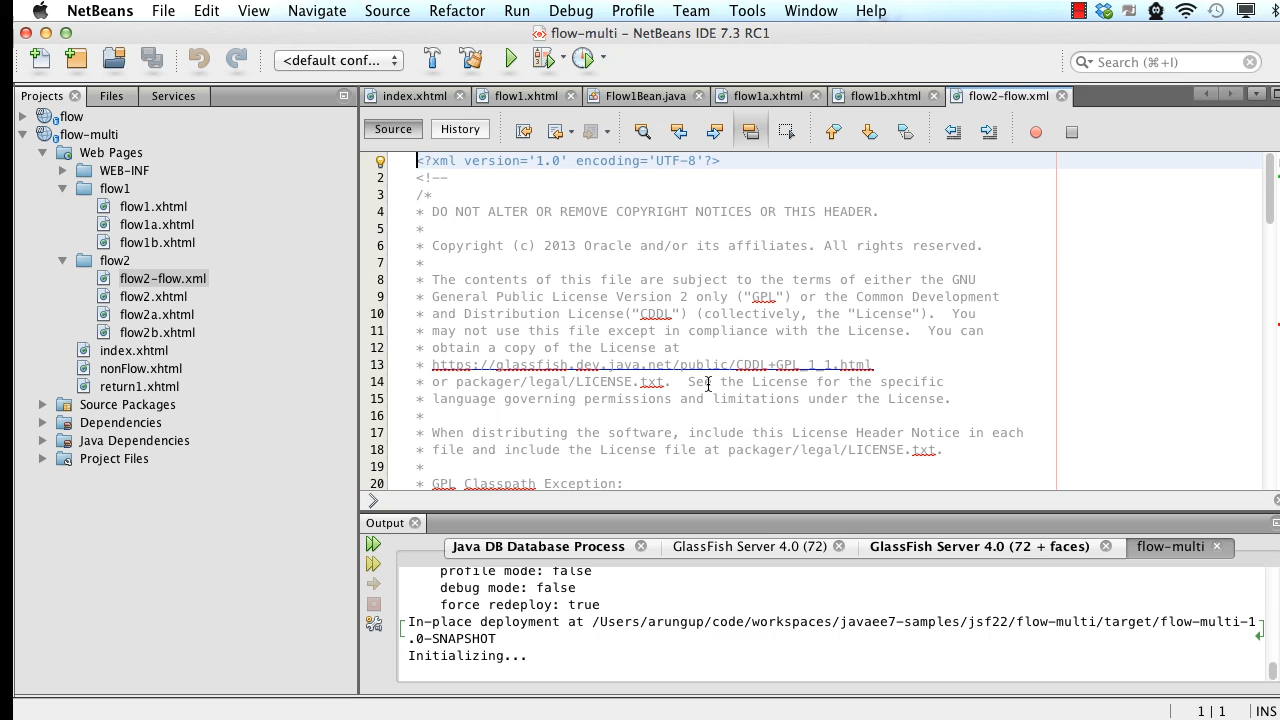 NetBeans File Edit View Navigate Source Refactor Run Debug Profile Team Tools Window Help
flow-multi – NetBeans IDE 7.3 RC1
<default conf...
Search (⌘+I)
Projects Files Services
index.xhtml flow1.xhtml Flow1Bean.java flow1a.xhtml flow1b.xhtml flow2-flow.xml
Source History
flow
flow-multi
Web Pages
WEB-INF
flow1
flow1.xhtml
flow1a.xhtml
flow1b.xhtml
flow2
flow2-flow.xml
flow2.xhtml
flow2a.xhtml
flow2b.xhtml
index.xhtml
nonFlow.xhtml
return1.xhtml
Source Packages
Dependencies
Java Dependencies
Project Files
<?xml version='1.0' encoding='UTF-8'?>
2 <!--
3 /*
4 * DO NOT ALTER OR REMOVE COPYRIGHT NOTICES OR THIS HEADER.
5 *
6 * Copyright (c) 2013 Oracle and/or its affiliates. All rights reserved.
7 *
8 * The contents of this file are subject to the terms of either the GNU
9 * General Public License Version 2 only ("GPL") or the Common Development
10 * and Distribution License("CDDL") (collectively, the "License").  You
11 * may not use this file except in compliance with the License.  You can
12 * obtain a copy of the License at
13 * https://glassfish.dev.java.net/public/CDDL+GPL_1_1.html
14 * or packager/legal/LICENSE.txt.  See the License for the specific
15 * language governing permissions and limitations under the License.
16 *
17 * When distributing the software, include this License Header Notice in each
18 * file and include the License file at packager/legal/LICENSE.txt.
19 *
20 * GPL Classpath Exception:
Output
Java DB Database Process GlassFish Server 4.0 (72) GlassFish Server 4.0 (72 + faces) flow-multi
profile mode: false
debug mode: false
force redeploy: true
In-place deployment at /Users/arungup/code/workspaces/javaee7-samples/jsf22/flow-multi/target/flow-multi-1
.0-SNAPSHOT
Initializing...
1 | 1 INS